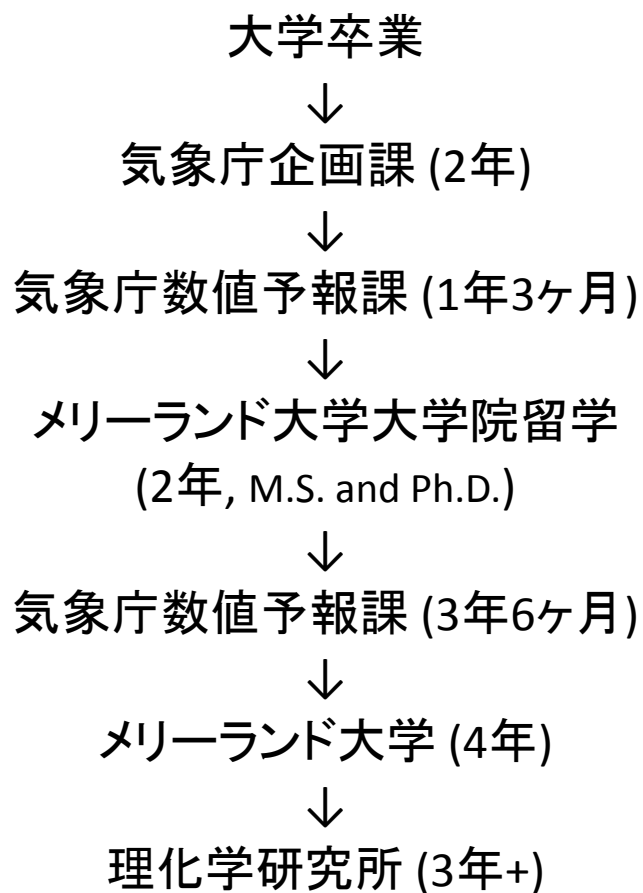 大学卒業
↓
気象庁企画課 (2年)
↓
気象庁数値予報課 (1年3ヶ月)
↓
メリーランド大学大学院留学
(2年, M.S. and Ph.D.)
↓
気象庁数値予報課 (3年6ヶ月)
↓
メリーランド大学 (4年)
↓
理化学研究所 (3年+)